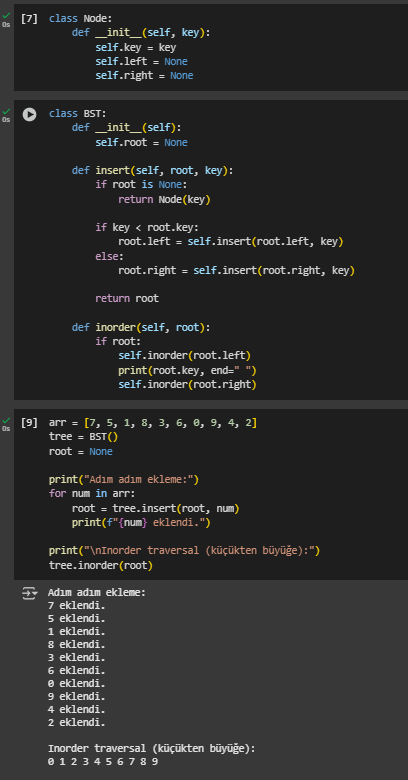 [7] class Node:
def __init__(self, key):
self.key = key
self.left = None
self.right = None
0s
class BST:
def __init__(self):
self.root = None
def insert(self, root, key):
if root is None:
return Node(key)
if key < root.key:
root.left = self.insert(root.left, key)
else:
root.right = self.insert(root.right, key)
return root
def inorder(self, root):
if root:
self.inorder(root.left)
print(root.key, end=" ")
self.inorder(root.right)
0s
[9] arr = [7, 5, 1, 8, 3, 6, 0, 9, 4, 2]
tree = BST()
root = None
print("Adım adım ekleme:")
for num in arr:
root = tree.insert(root, num)
print(f"{num} eklendi.")
print("\nInorder traversal (küçükten büyüğe):")
tree.inorder(root)
0s
Adım adım ekleme:
7 eklendi.
5 eklendi.
1 eklendi.
8 eklendi.
3 eklendi.
6 eklendi.
0 eklendi.
9 eklendi.
4 eklendi.
2 eklendi.
Inorder traversal (küçükten büyüğe):
0 1 2 3 4 5 6 7 8 9